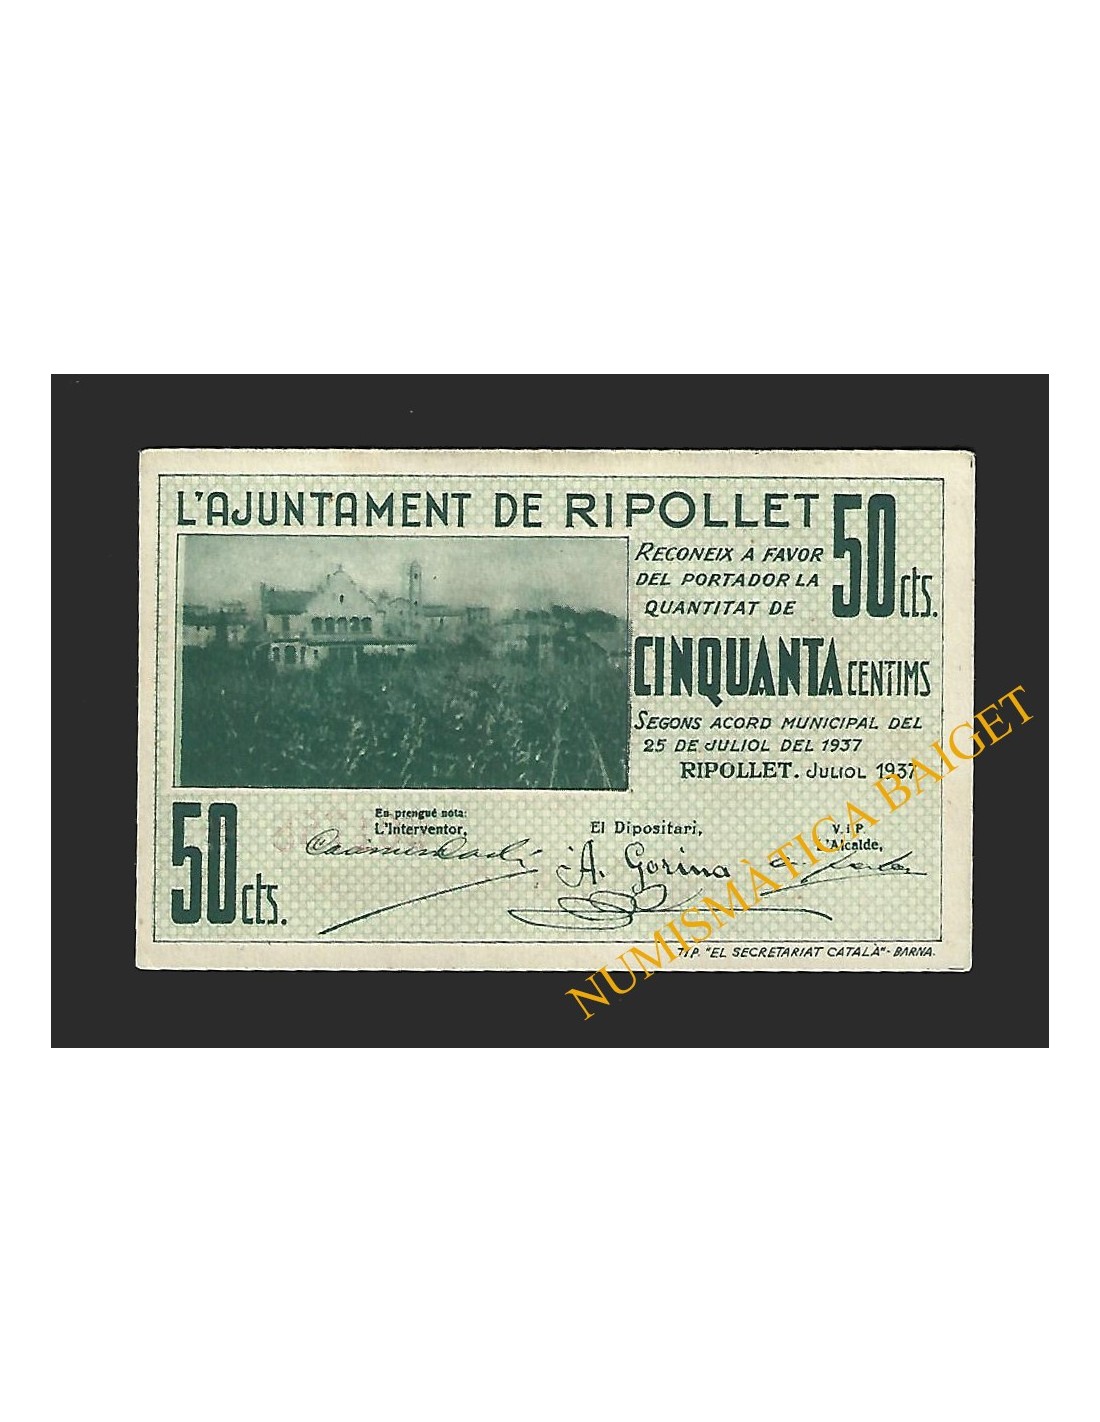 L'AJUNTAMENT DE RIPOLLET
50 cts.
RECONEIX A FAVOR
DEL PORTADOR LA
QUANTITAT DE
CINQUANTA CENTIMS
SEGONS ACORD MUNICIPAL DEL
25 DE JULIOL DEL 1937
RIPOLLET. JULIOL 1937
50 cts.
En prengué nota:
L'Interventor,
El Dipositari,
A. Gorina
V. i P.
L'Alcalde,
TIP. "EL SECRETARIAT CATALÀ"- BARNA.
NUMISMÀTICA BAIGET